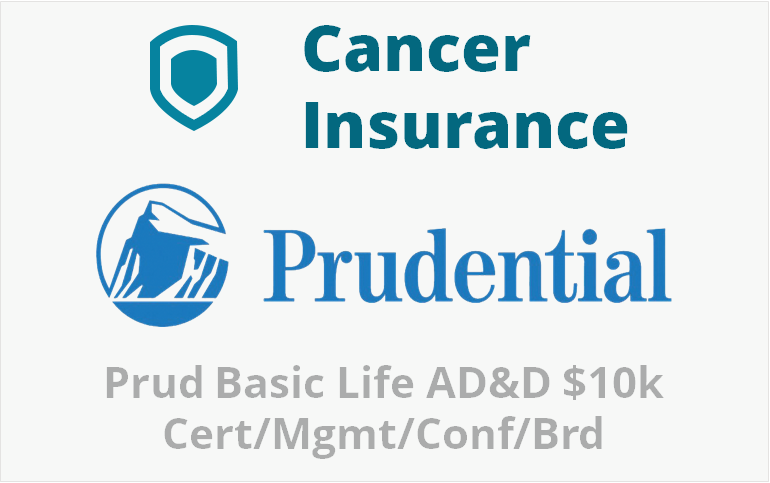 Cancer
Insurance
Prudential
Prud Basic Life AD&D $10k
Cert/Mgmt/Conf/Brd